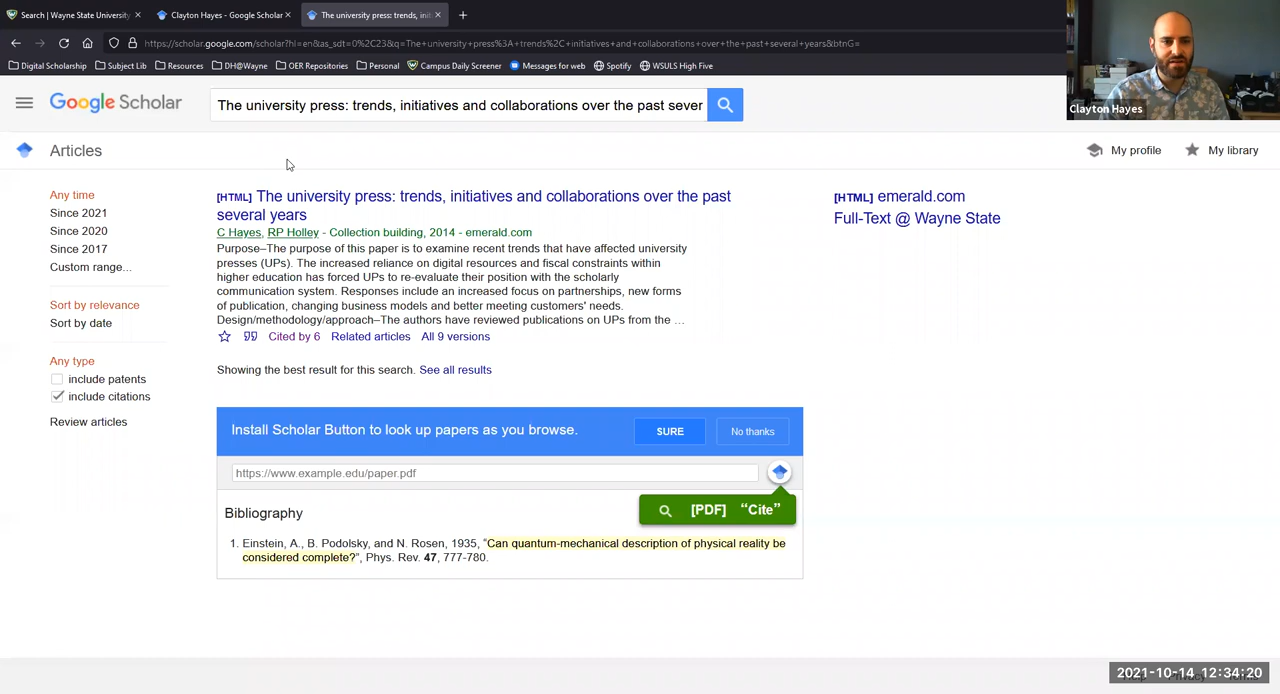 Search | Wayne State University
Clayton Hayes - Google Scholar
The university press: trends, init
https://scholar.google.com/scholar?hl=en&as_sdt=0%2C23&q=The+university+press%3A+trends%2C+initiatives+and+collaborations+over+the+past+several+years&btnG=
Digital Scholarship
Subject Lib
Resources
DH@Wayne
OER Repositories
Personal
Campus Daily Screener
Messages for web
Spotify
WSULS High Five
Clayton Hayes
Google Scholar
The university press: trends, initiatives and collaborations over the past sever
Articles
My profile
My library
Any time
Since 2021
Since 2020
Since 2017
Custom range...
Sort by relevance
Sort by date
Any type
include patents
include citations
Review articles
[HTML] The university press: trends, initiatives and collaborations over the past
several years
C Hayes, RP Holley - Collection building, 2014 - emerald.com
Purpose–The purpose of this paper is to examine recent trends that have affected university
presses (UPs). The increased reliance on digital resources and fiscal constraints within
higher education has forced UPs to re-evaluate their position with the scholarly
communication system. Responses include an increased focus on partnerships, new forms
of publication, changing business models and better meeting customers' needs.
Design/methodology/approach–The authors have reviewed publications on UPs from the …
Cited by 6 Related articles All 9 versions
[HTML] emerald.com
Full-Text @ Wayne State
Showing the best result for this search. See all results
Install Scholar Button to look up papers as you browse.
SURE
No thanks
https://www.example.edu/paper.pdf
[PDF] “Cite”
Bibliography
1. Einstein, A., B. Podolsky, and N. Rosen, 1935, “Can quantum-mechanical description of physical reality be
considered complete?”, Phys. Rev. 47, 777-780.
2021-10-14 12:34:20